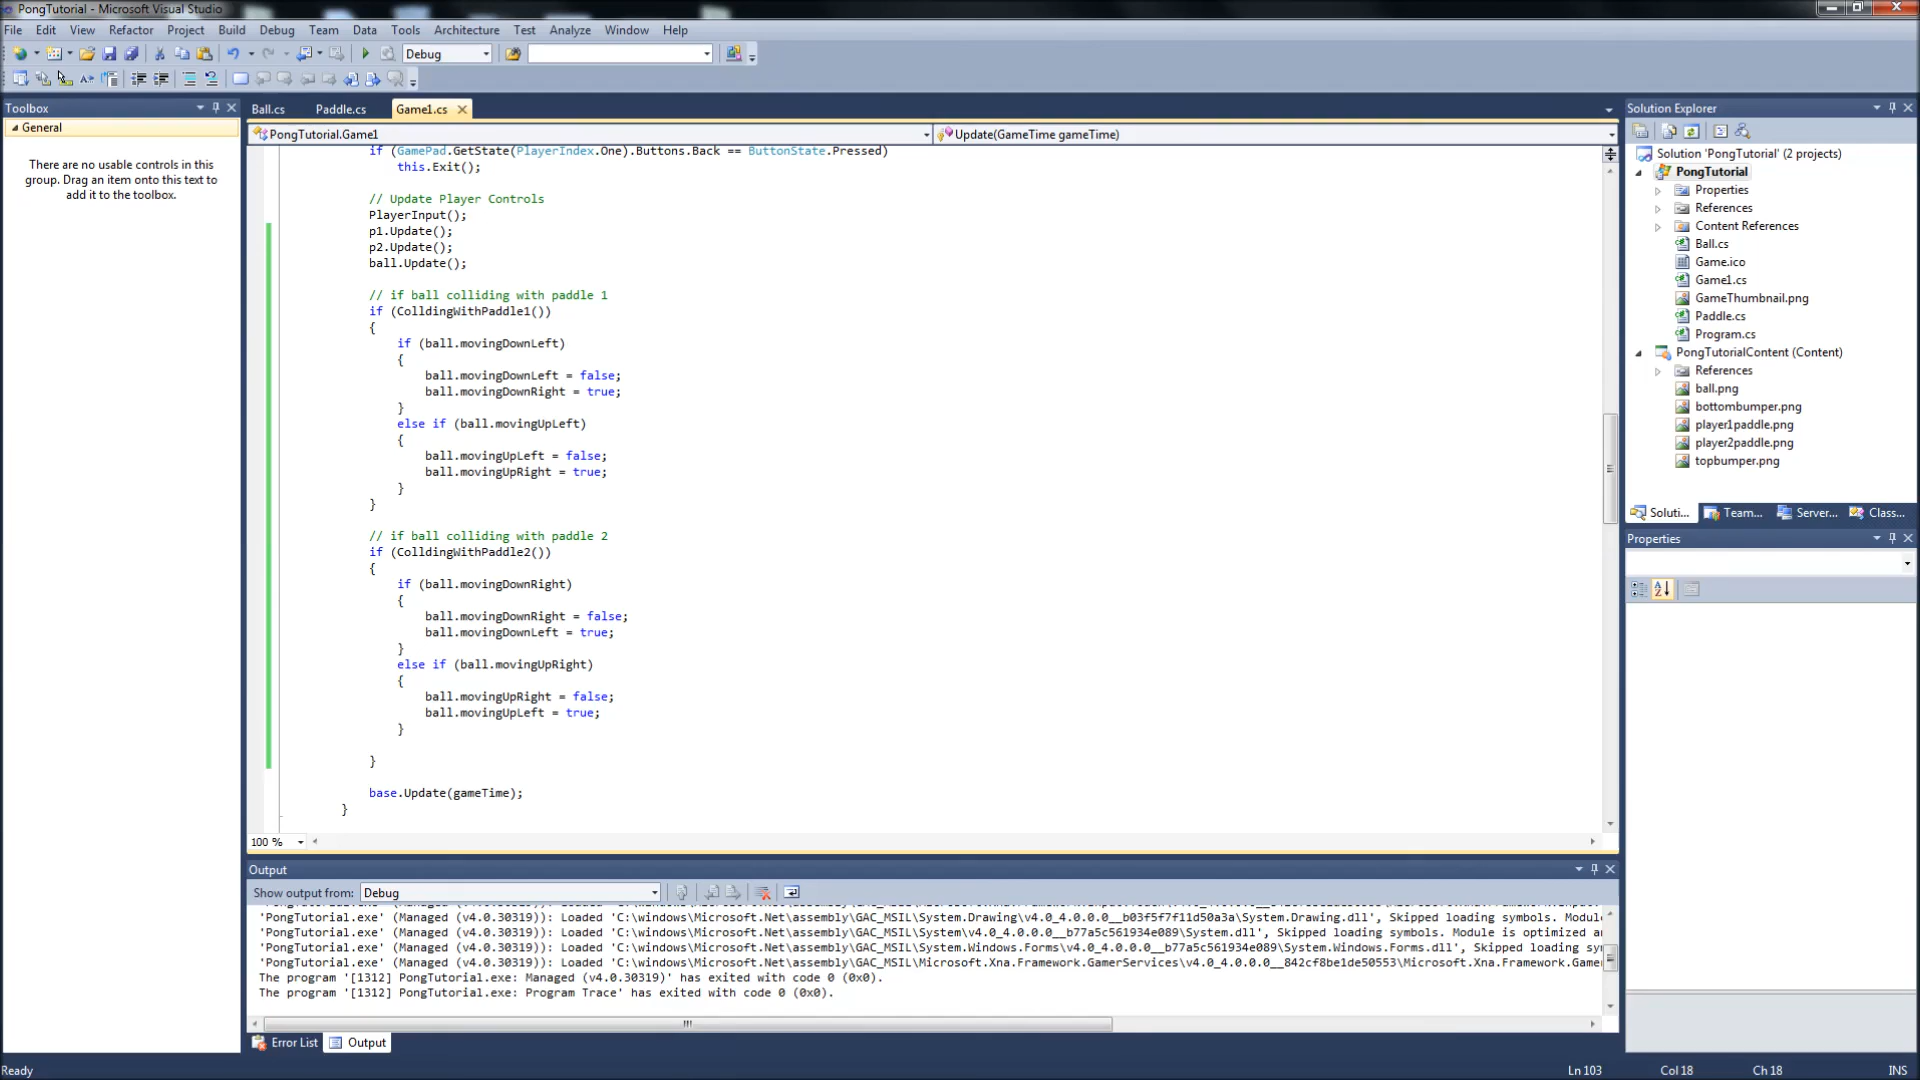 PongTutorial - Microsoft Visual Studio
File Edit View Refactor Project Build Debug Team Data Tools Architecture Test Analyze Window Help
Debug
Toolbox
General
There are no usable controls in this
group. Drag an item onto this text to
add it to the toolbox.
Ball.cs Paddle.cs Game1.cs
PongTutorial.Game1 Update(GameTime gameTime)
if (GamePad.GetState(PlayerIndex.One).Buttons.Back == ButtonState.Pressed)
this.Exit();
// Update Player Controls
PlayerInput();
p1.Update();
p2.Update();
ball.Update();
// if ball colliding with paddle 1
if (ColldingWithPaddle1())
{
if (ball.movingDownLeft)
{
ball.movingDownLeft = false;
ball.movingDownRight = true;
}
else if (ball.movingUpLeft)
{
ball.movingUpLeft = false;
ball.movingUpRight = true;
}
}
// if ball colliding with paddle 2
if (ColldingWithPaddle2())
{
if (ball.movingDownRight)
{
ball.movingDownRight = false;
ball.movingDownLeft = true;
}
else if (ball.movingUpRight)
{
ball.movingUpRight = false;
ball.movingUpLeft = true;
}
}
base.Update(gameTime);
}
100 %
Output
Show output from: Debug
'PongTutorial.exe' (Managed (v4.0.30319)): Loaded 'C:\windows\Microsoft.Net\assembly\GAC_MSIL\System.Drawing\v4.0_4.0.0.0__b03f5f7f11d50a3a\System.Drawing.dll', Skipped loading symbols. Modul
'PongTutorial.exe' (Managed (v4.0.30319)): Loaded 'C:\windows\Microsoft.Net\assembly\GAC_MSIL\System\v4.0_4.0.0.0__b77a5c561934e089\System.dll', Skipped loading symbols. Module is optimized a
'PongTutorial.exe' (Managed (v4.0.30319)): Loaded 'C:\windows\Microsoft.Net\assembly\GAC_MSIL\System.Windows.Forms\v4.0_4.0.0.0__b77a5c561934e089\System.Windows.Forms.dll', Skipped loading sy
'PongTutorial.exe' (Managed (v4.0.30319)): Loaded 'C:\windows\Microsoft.Net\assembly\GAC_MSIL\Microsoft.Xna.Framework.GamerServices\v4.0_4.0.0.0__842cf8be1de50553\Microsoft.Xna.Framework.Game
The program '[1312] PongTutorial.exe: Managed (v4.0.30319)' has exited with code 0 (0x0).
The program '[1312] PongTutorial.exe: Program Trace' has exited with code 0 (0x0).
Error List Output
Solution Explorer
Solution 'PongTutorial' (2 projects)
PongTutorial
Properties
References
Content References
Ball.cs
Game.ico
Game1.cs
GameThumbnail.png
Paddle.cs
Program.cs
PongTutorialContent (Content)
References
ball.png
bottombumper.png
player1paddle.png
player2paddle.png
topbumper.png
Soluti... Team... Server... Class...
Properties
Ready Ln 103 Col 18 Ch 18 INS